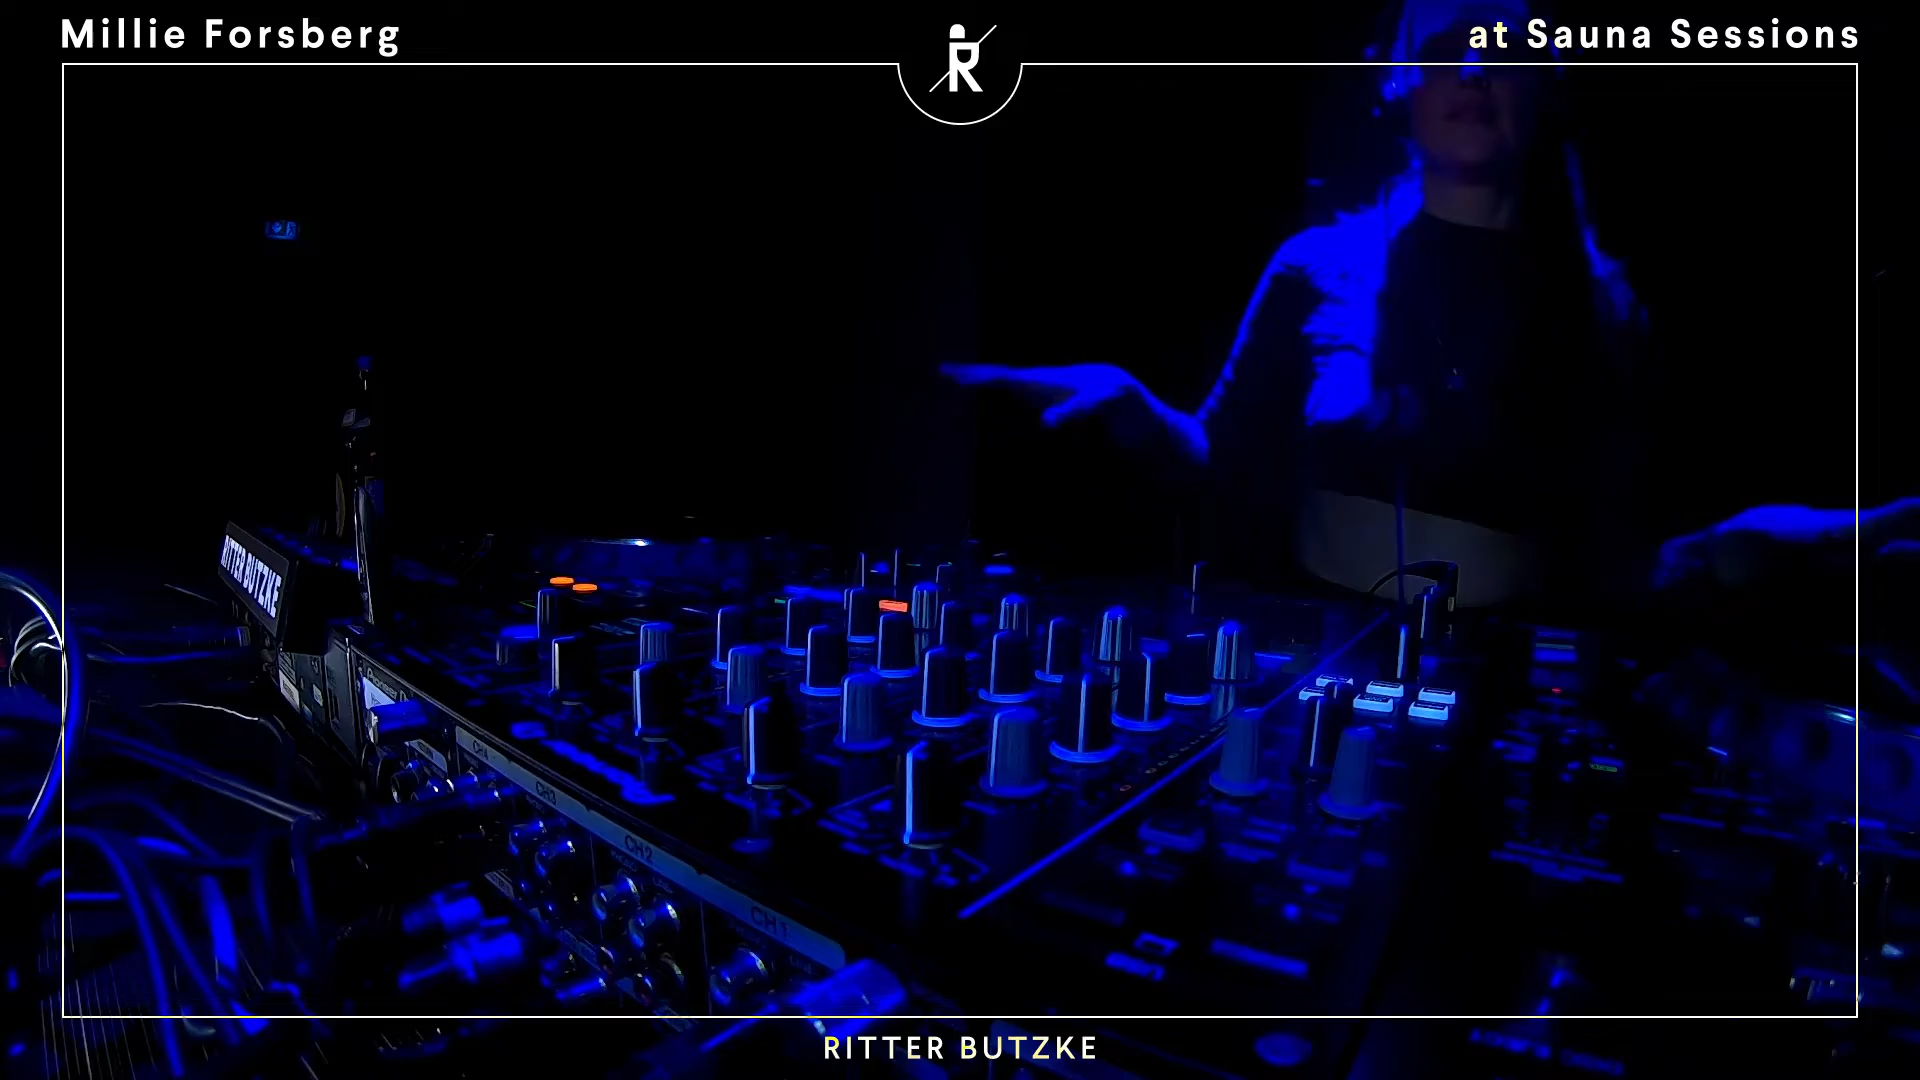 Millie Forsberg
at Sauna Sessions
R
RITTER BUTZKE
CH4
CH3
CH2
CH1
RITTER BUTZKE